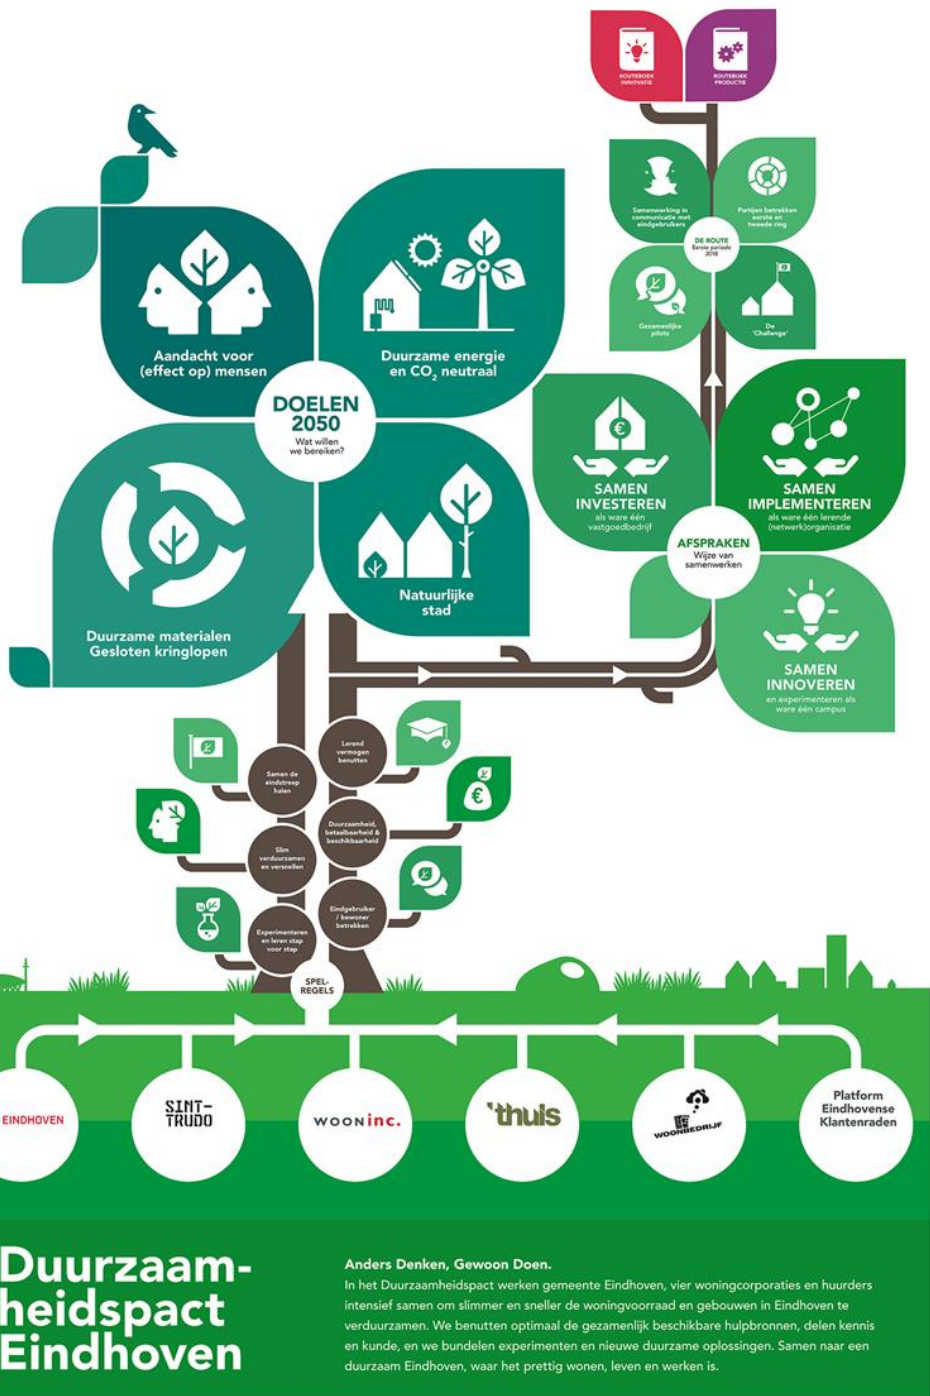 ROUTEBOEK
INNOVATIE
ROUTEBOEK
PRODUCTIE
Samenwerking in
communicatie met
eindgebruikers
Partijen betrekken
eerste en
tweede ring
DE ROUTE
Eerste periode
2018
Gezamenlijke
pilots
De
'Challenge'
Aandacht voor
(effect op) mensen
Duurzame energie
en CO₂ neutraal
DOELEN
2050
Wat willen
we bereiken?
Duurzame materialen
Gesloten kringlopen
Natuurlijke
stad
SAMEN
INVESTEREN
als ware één
vastgoedbedrijf
SAMEN
IMPLEMENTEREN
als ware één lerende
(netwerk)organisatie
AFSPRAKEN
Wijze van
samenwerken
SAMEN
INNOVEREN
en experimenteren als
ware één campus
Samen de
eindstreep
halen
Lerend
vermogen
benutten
Slim
verduurzamen
en versnellen
Duurzaamheid,
betaalbaarheid &
beschikbaarheid
Experimenteren
en leren stap
voor stap
Eindgebruiker
/ bewoner
betrekken
SPEL-
REGELS
EINDHOVEN
SINT-
TRUDO
WOONinc.
'thuis
WOONBEDRIJF
Platform
Eindhovense
Klantenraden
Duurzaam-
heidspact
Eindhoven
Anders Denken, Gewoon Doen.
In het Duurzaamheidspact werken gemeente Eindhoven, vier woningcorporaties en huurders
intensief samen om slimmer en sneller de woningvoorraad en gebouwen in Eindhoven te
verduurzamen. We benutten optimaal de gezamenlijk beschikbare hulpbronnen, delen kennis
en kunde, en we bundelen experimenten en nieuwe duurzame oplossingen. Samen naar een
duurzaam Eindhoven, waar het prettig wonen, leven en werken is.